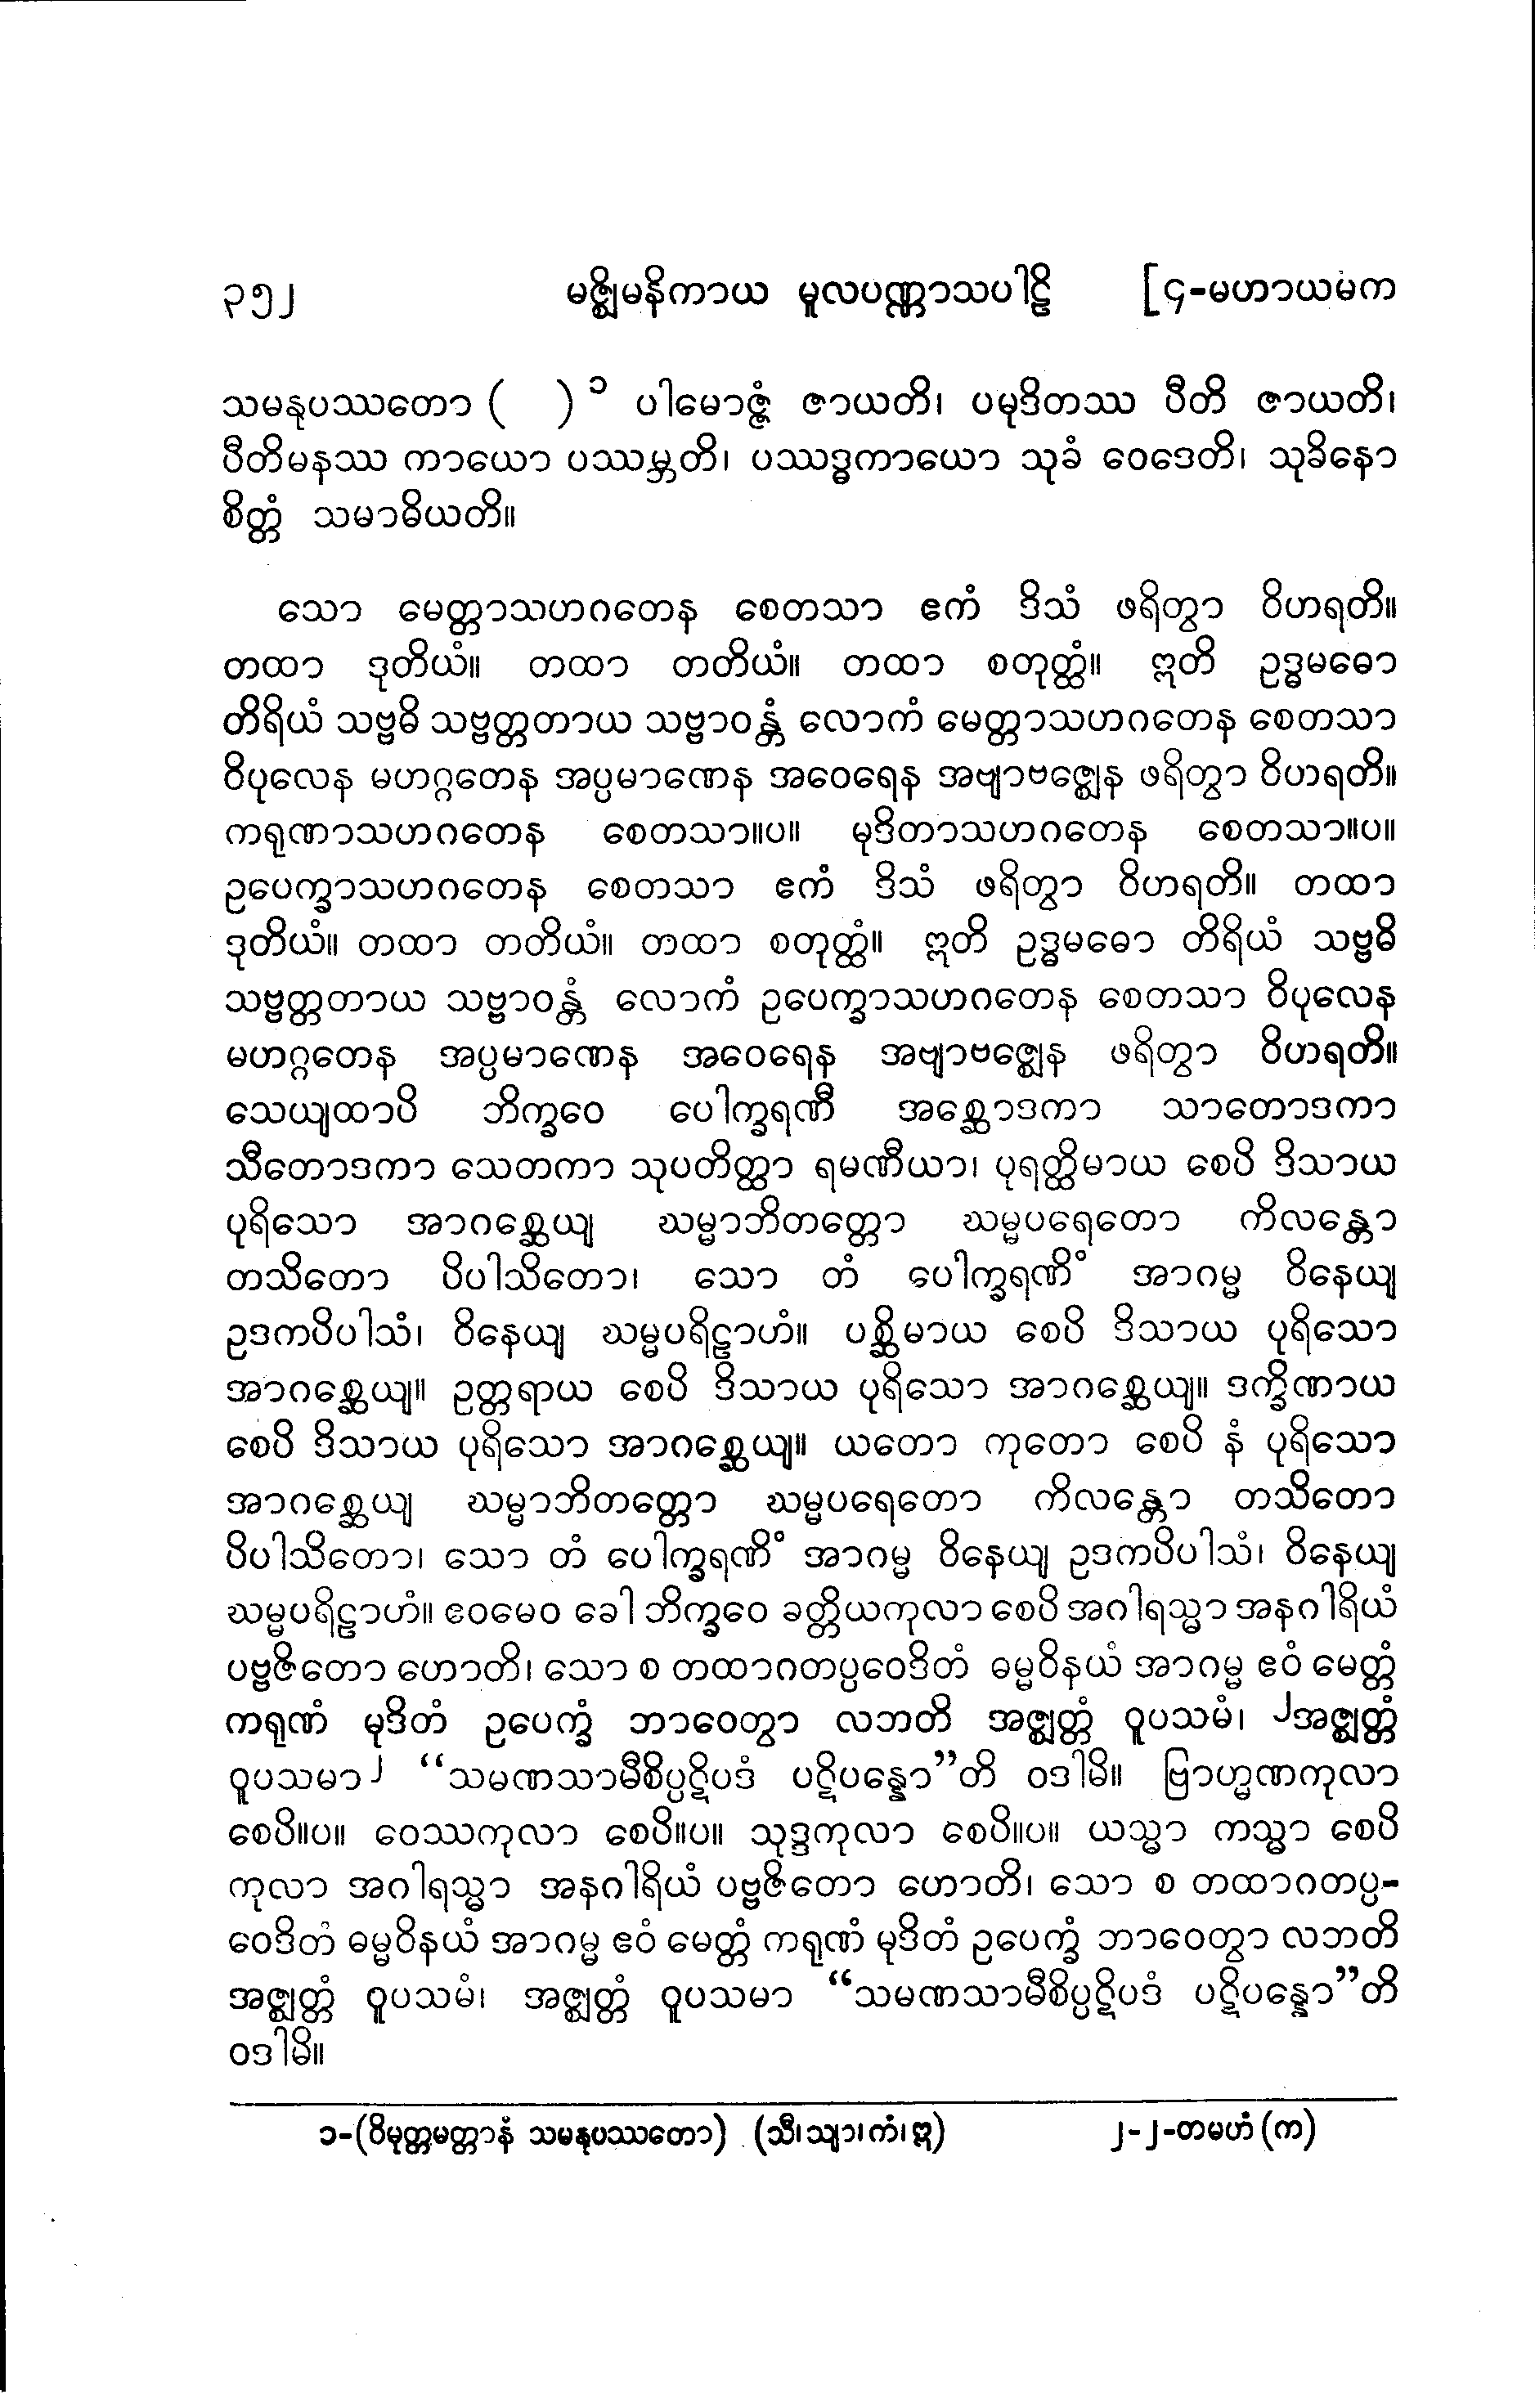 ၃၅၂ မဇ္ဈိမနိကာယ မူလပဏ္ဏာသပါဠိ [၄-မဟာယမက
သမနုပဿတော ( ) ၁ ပါမောဇ္ဇံ ဇာယတိ၊ ပမုဒိတဿ ပီတိ ဇာယတိ၊
ပီတိမနဿ ကာယော ပဿမ္ဘတိ၊ ပဿဒ္ဓကာယော သုခံ ဝေဒေတိ၊ သုခိနော
စိတ္တံ သမာဓိယတိ။
သော မေတ္တာသဟဂတေန စေတသာ ဧကံ ဒိသံ ဖရိတွာ ဝိဟရတိ။
တထာ ဒုတိယံ။ တထာ တတိယံ။ တထာ စတုတ္ထံ။ ဣတိ ဥဒ္ဓမဓော
တိရိယံ သဗ္ဗဓိ သဗ္ဗတ္တတာယ သဗ္ဗာဝန္တံ လောကံ မေတ္တာသဟဂတေန စေတသာ
ဝိပုလေန မဟဂ္ဂတေန အပ္ပမာဏေန အဝေရေန အဗျာဗဇ္ဈေန ဖရိတွာ ဝိဟရတိ။
ကရုဏာသဟဂတေန စေတသာ။ပ။ မုဒိတာသဟဂတေန စေတသာ။ပ။
ဥပေက္ခာသဟဂတေန စေတသာ ဧကံ ဒိသံ ဖရိတွာ ဝိဟရတိ။ တထာ
ဒုတိယံ။ တထာ တတိယံ။ တထာ စတုတ္ထံ။ ဣတိ ဥဒ္ဓမဓော တိရိယံ သဗ္ဗဓိ
သဗ္ဗတ္တတာယ သဗ္ဗာဝန္တံ လောကံ ဥပေက္ခာသဟဂတေန စေတသာ ဝိပုလေန
မဟဂ္ဂတေန အပ္ပမာဏေန အဝေရေန အဗျာဗဇ္ဈေန ဖရိတွာ ဝိဟရတိ။
သေယျထာပိ ဘိက္ခဝေ ပေါက္ခရဏီ အစ္ဆောဒကာ သာတောဒကာ
သီတောဒကာ သေတကာ သုပတိတ္ထာ ရမဏီယာ၊ ပုရတ္ထိမာယ စေပိ ဒိသာယ
ပုရိသော အာဂစ္ဆေယျ ဃမ္မာဘိတတ္တော ဃမ္မပရေတော ကိလန္တော
တသိတော ပိပါသိတော၊ သော တံ ပေါက္ခရဏိံ အာဂမ္မ ဝိနေယျ
ဥဒကပိပါသံ၊ ဝိနေယျ ဃမ္မပရိဠာဟံ။ ပစ္ဆိမာယ စေပိ ဒိသာယ ပုရိသော
အာဂစ္ဆေယျ။ ဥတ္တရာယ စေပိ ဒိသာယ ပုရိသော အာဂစ္ဆေယျ။ ဒက္ခိဏာယ
စေပိ ဒိသာယ ပုရိသော အာဂစ္ဆေယျ။ ယတော ကုတော စေပိ နံ ပုရိသော
အာဂစ္ဆေယျ ဃမ္မာဘိတတ္တော ဃမ္မပရေတော ကိလန္တော တသိတော
ပိပါသိတော၊ သော တံ ပေါက္ခရဏိံ အာဂမ္မ ဝိနေယျ ဥဒကပိပါသံ၊ ဝိနေယျ
ဃမ္မပရိဠာဟံ။ ဧဝမေဝ ခေါ ဘိက္ခဝေ ခတ္တိယကုလာ စေပိ အဂါရသ္မာ အနဂါရိယံ
ပဗ္ဗဇိတော ဟောတိ၊ သော စ တထာဂတပ္ပဝေဒိတံ ဓမ္မဝိနယံ အာဂမ္မ ဧဝံ မေတ္တံ
ကရုဏံ မုဒိတံ ဥပေက္ခံ ဘာဝေတွာ လဘတိ အဇ္ဈတ္တံ ဝူပသမံ၊ ၂အဇ္ဈတ္တံ
ဝူပသမာ၂ “သမဏသာမီစိပ္ပဋိပဒံ ပဋိပန္နော”တိ ဝဒါမိ။ ဗြာဟ္မဏကုလာ
စေပိ။ပ။ ဝေဿကုလာ စေပိ။ပ။ သုဒ္ဒကုလာ စေပိ။ပ။ ယသ္မာ ကသ္မာ စေပိ
ကုလာ အဂါရသ္မာ အနဂါရိယံ ပဗ္ဗဇိတော ဟောတိ၊ သော စ တထာဂတပ္ပ-
ဝေဒိတံ ဓမ္မဝိနယံ အာဂမ္မ ဧဝံ မေတ္တံ ကရုဏံ မုဒိတံ ဥပေက္ခံ ဘာဝေတွာ လဘတိ
အဇ္ဈတ္တံ ဝူပသမံ၊ အဇ္ဈတ္တံ ဝူပသမာ “သမဏသာမီစိပ္ပဋိပဒံ ပဋိပန္နော”တိ
ဝဒါမိ။
၁-(ဝိမုတ္တမတ္တာနံ သမနုပဿတော) (သီ၊သျာ၊ကံ၊ဣ) ၂-၂-တမဟံ (က)